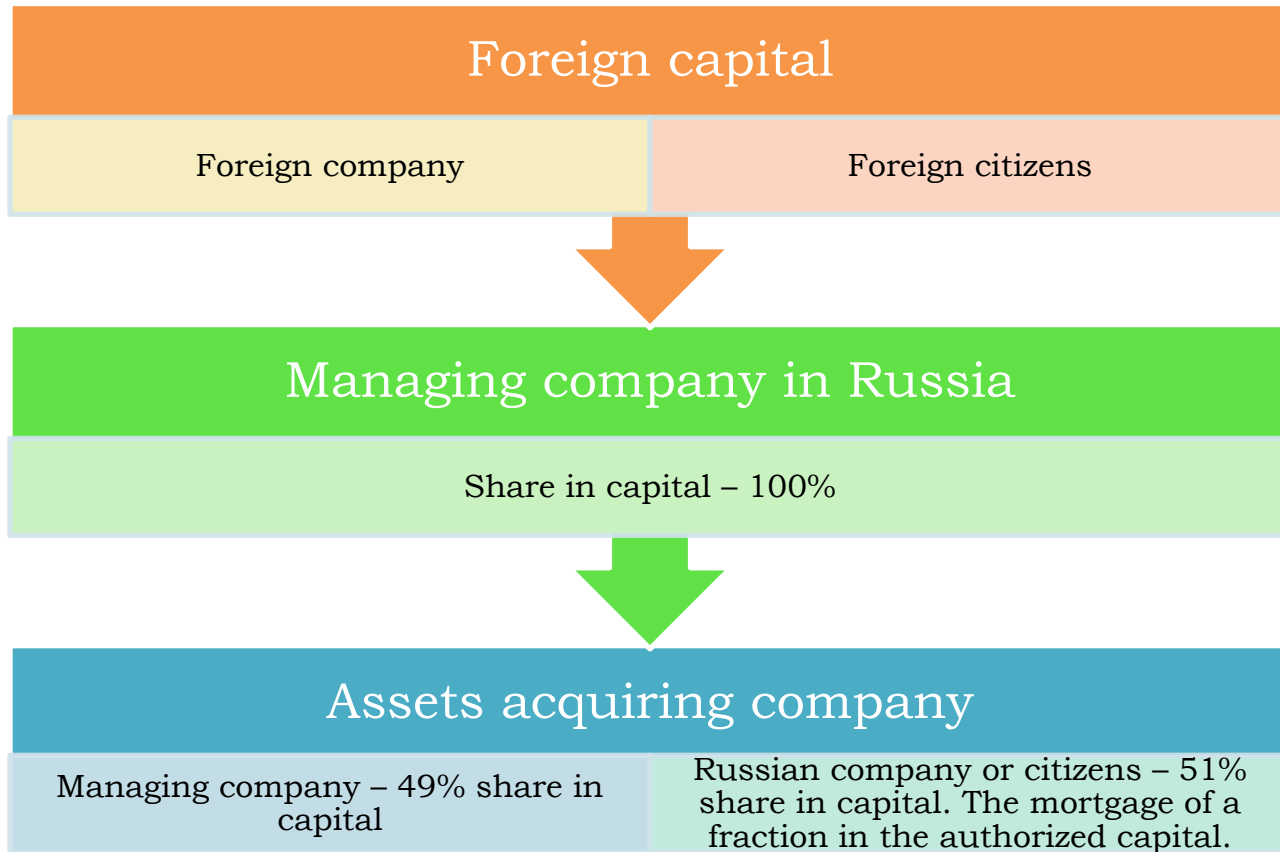 Foreign capital
Foreign company
Foreign citizens
Managing company in Russia
Share in capital – 100%
Assets acquiring company
Managing company – 49% share in
capital
Russian company or citizens – 51%
share in capital. The mortgage of a
fraction in the authorized capital.